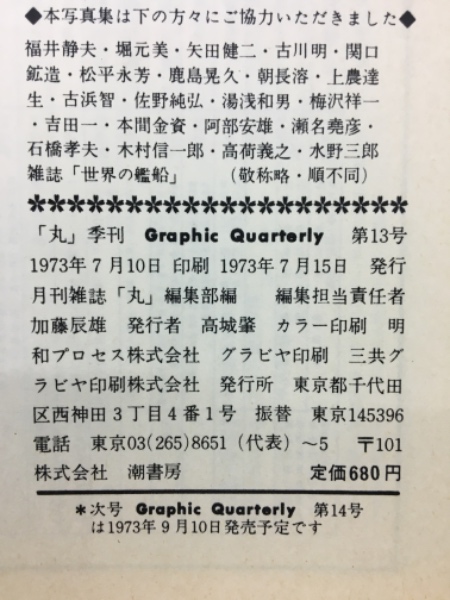 ◆本写真集は下の方々にご協力いただきました◆
福井静夫・堀元美・矢田健二・古川明・関口
鉱造・松平永芳・鹿島晃久・朝長溶・上農達
生・古浜智・佐野純弘・湯浅和男・梅沢祥一
・吉田一・本間金資・阿部安雄・瀬名堯彦・
石橋孝夫・木村信一郎・高荷義之・水野三郎
雑誌「世界の艦船」　　（敬称略・順不同）
********************
「丸」季刊　Graphic Quarterly　第13号
1973年7月10日 印刷 1973年7月15日　発行
月刊雑誌「丸」編集部編　　編集担当責任者
加藤辰雄　発行者　高城肇　カラー印刷　明
和プロセス株式会社　グラビヤ印刷　三共グ
ラビヤ印刷株式会社　発行所　東京都千代田
区西神田3丁目4番1号　振替　東京145396
電話　東京03(265)8651（代表）～5　〒101
株式会社　潮書房　　　　　　定価680円
*次号 Graphic Quarterly 第14号
は1973年9月10日発売予定です